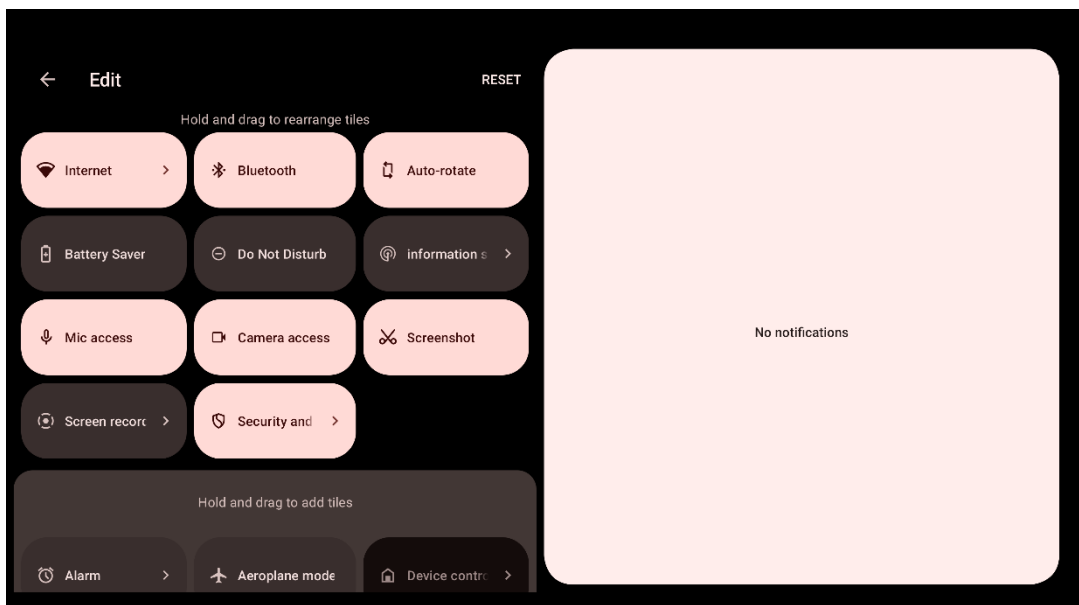 Edit
RESET
Hold and drag to rearrange tiles
Internet
Bluetooth
Auto-rotate
Battery Saver
Do Not Disturb
information s
Mic access
Camera access
Screenshot
Screen record
Security and
Hold and drag to add tiles
Alarm
Aeroplane mode
Device contro
No notifications